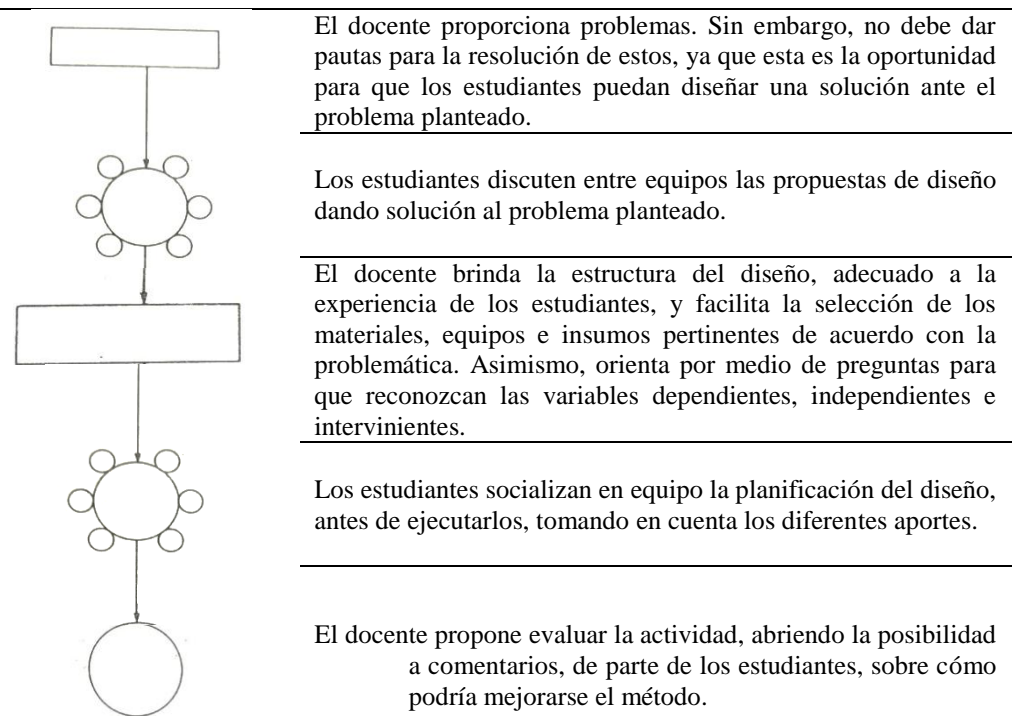 El docente proporciona problemas. Sin embargo, no debe dar
pautas para la resolución de estos, ya que esta es la oportunidad
para que los estudiantes puedan diseñar una solución ante el
problema planteado.
Los estudiantes discuten entre equipos las propuestas de diseño
dando solución al problema planteado.
El docente brinda la estructura del diseño, adecuado a la
experiencia de los estudiantes, y facilita la selección de los
materiales, equipos e insumos pertinentes de acuerdo con la
problemática. Asimismo, orienta por medio de preguntas para
que reconozcan las variables dependientes, independientes e
intervinientes.
Los estudiantes socializan en equipo la planificación del diseño,
antes de ejecutarlos, tomando en cuenta los diferentes aportes.
El docente propone evaluar la actividad, abriendo la posibilidad
a comentarios, de parte de los estudiantes, sobre cómo
podría mejorarse el método.